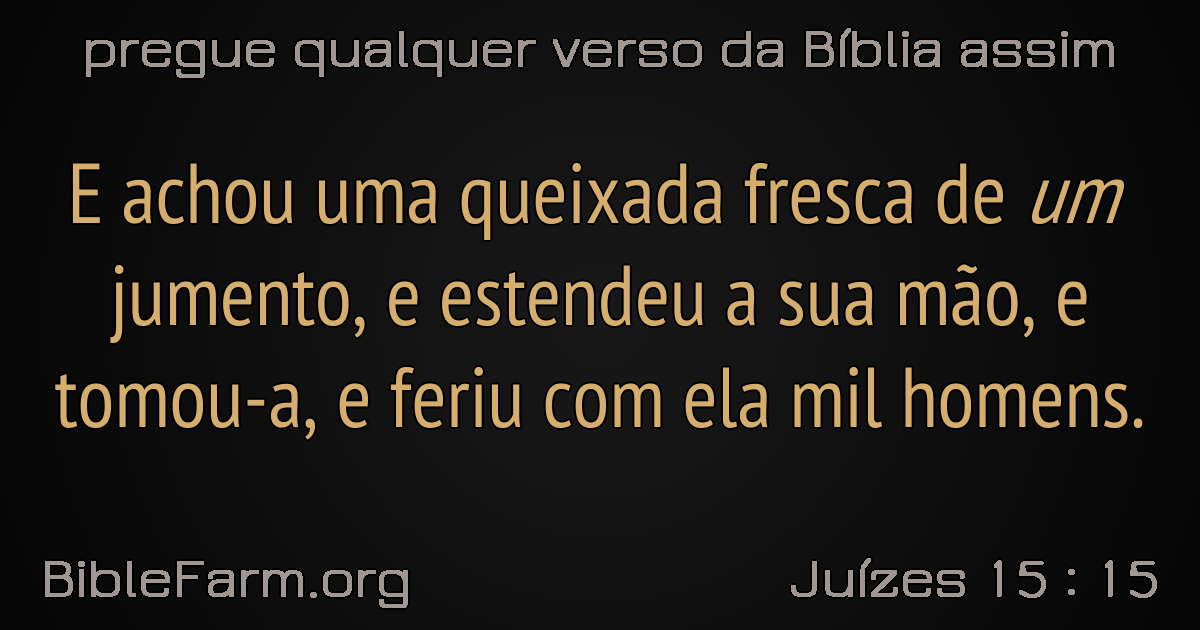 pregue qualquer verso da Bíblia assim
E achou uma queixada fresca de um
jumento, e estendeu a sua mão, e
tomou-a, e feriu com ela mil homens.
BibleFarm.org
Juízes 15 : 15